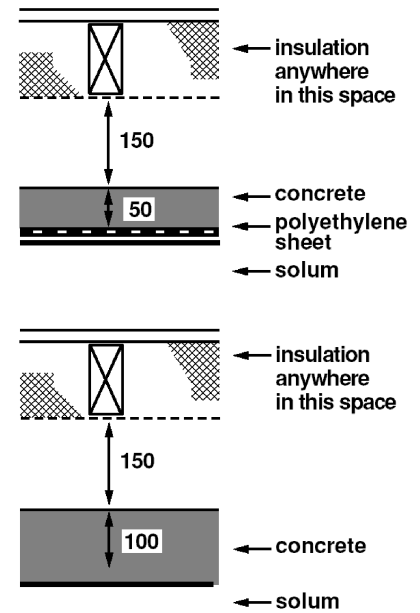 insulation
anywhere
in this space
150
concrete
50
polyethylene
sheet
solum
insulation
anywhere
in this space
150
100
concrete
solum